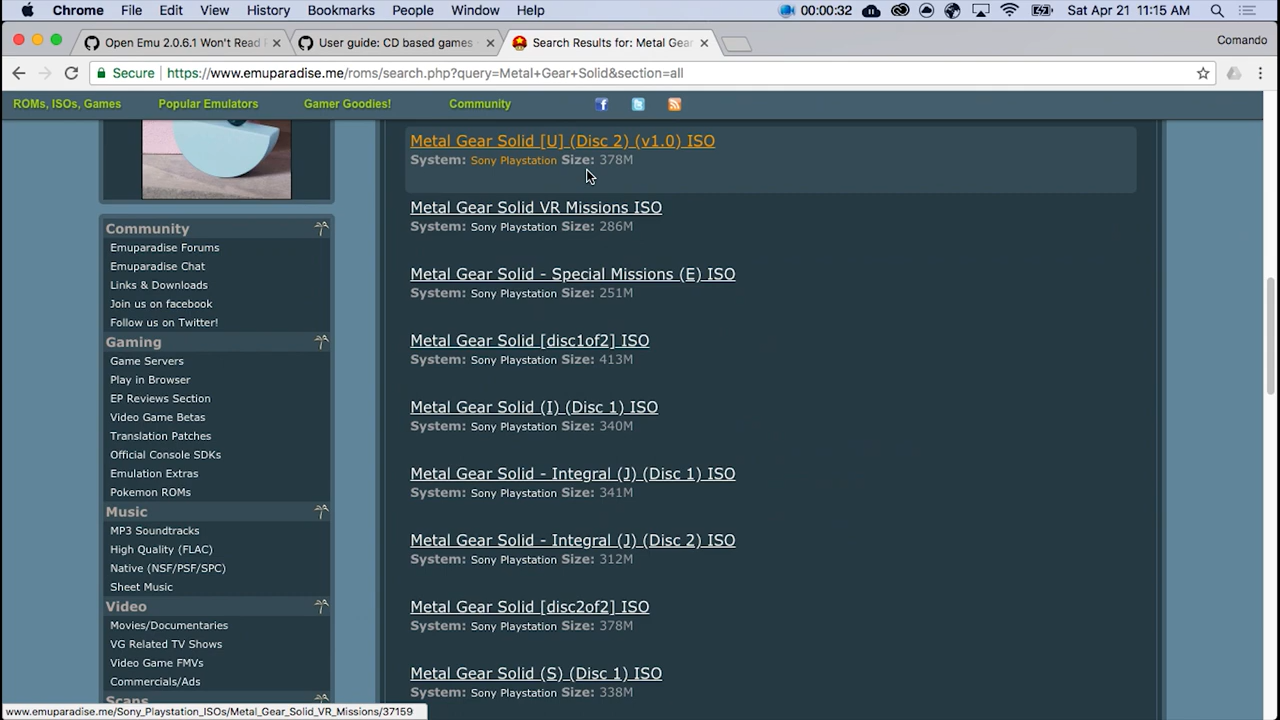 Chrome File Edit View History Bookmarks People Window Help 00:00:32 Sat Apr 21 11:15 AM
Open Emu 2.0.6.1 Won't Read User guide: CD based games Search Results for: Metal Gear Comando
Secure https://www.emuparadise.me/roms/search.php?query=Metal+Gear+Solid&section=all
ROMs, ISOs, Games Popular Emulators Gamer Goodies! Community
Metal Gear Solid [U] (Disc 2) (v1.0) ISO
System: Sony Playstation Size: 378M
Metal Gear Solid VR Missions ISO
System: Sony Playstation Size: 286M
Metal Gear Solid - Special Missions (E) ISO
System: Sony Playstation Size: 251M
Metal Gear Solid [disc1of2] ISO
System: Sony Playstation Size: 413M
Metal Gear Solid (I) (Disc 1) ISO
System: Sony Playstation Size: 340M
Metal Gear Solid - Integral (J) (Disc 1) ISO
System: Sony Playstation Size: 341M
Metal Gear Solid - Integral (J) (Disc 2) ISO
System: Sony Playstation Size: 312M
Metal Gear Solid [disc2of2] ISO
System: Sony Playstation Size: 378M
Metal Gear Solid (S) (Disc 1) ISO
System: Sony Playstation Size: 338M
Community
Emuparadise Forums
Emuparadise Chat
Links & Downloads
Join us on facebook
Follow us on Twitter!
Gaming
Game Servers
Play in Browser
EP Reviews Section
Video Game Betas
Translation Patches
Official Console SDKs
Emulation Extras
Pokemon ROMs
Music
MP3 Soundtracks
High Quality (FLAC)
Native (NSF/PSF/SPC)
Sheet Music
Video
Movies/Documentaries
VG Related TV Shows
Video Game FMVs
Commercials/Ads
Scans
www.emuparadise.me/Sony_Playstation_ISOs/Metal_Gear_Solid_VR_Missions/37159